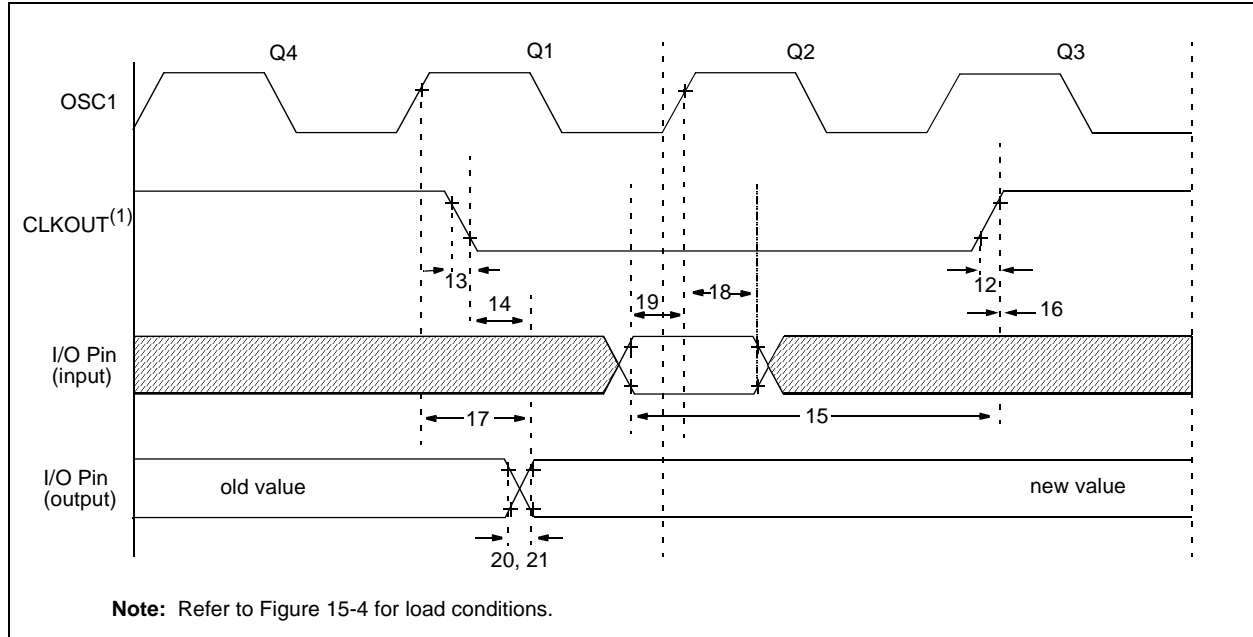 Q4 Q1 Q2 Q3
OSC1
CLKOUT(1)
13 12
14 19 18 16
I/O Pin
(input)
17 15
I/O Pin
(output)
old value new value
20, 21
Note: Refer to Figure 15-4 for load conditions.